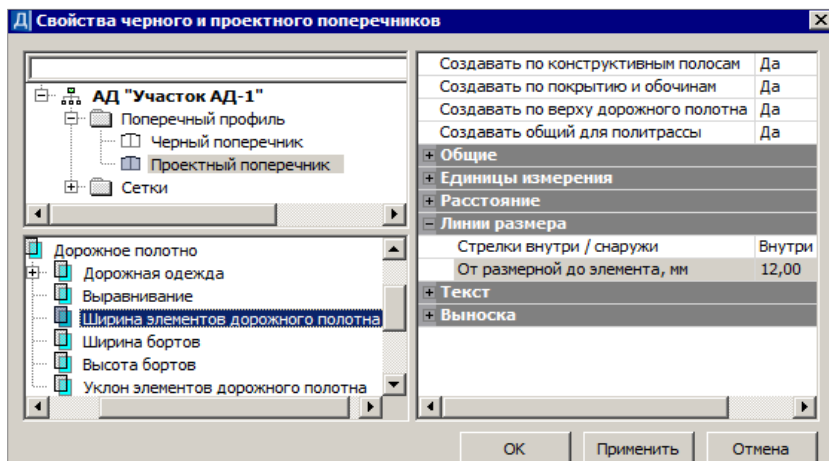 Д Свойства черного и проектного поперечников
АД "Участок АД-1"
Поперечный профиль
Черный поперечник
Проектный поперечник
Сетки
Дорожное полотно
Дорожная одежда
Выравнивание
Ширина элементов дорожного полотна
Ширина бортов
Высота бортов
Уклон элементов дорожного полотна
Создавать по конструктивным полосам Да
Создавать по покрытию и обочинам Да
Создавать по верху дорожного полотна Да
Создавать общий для политрассы Да
Общие
Единицы измерения
Расстояние
Линии размера
Стрелки внутри / снаружи Внутри
От размерной до элемента, мм 12,00
Текст
Выноска
ОК Применить Отмена